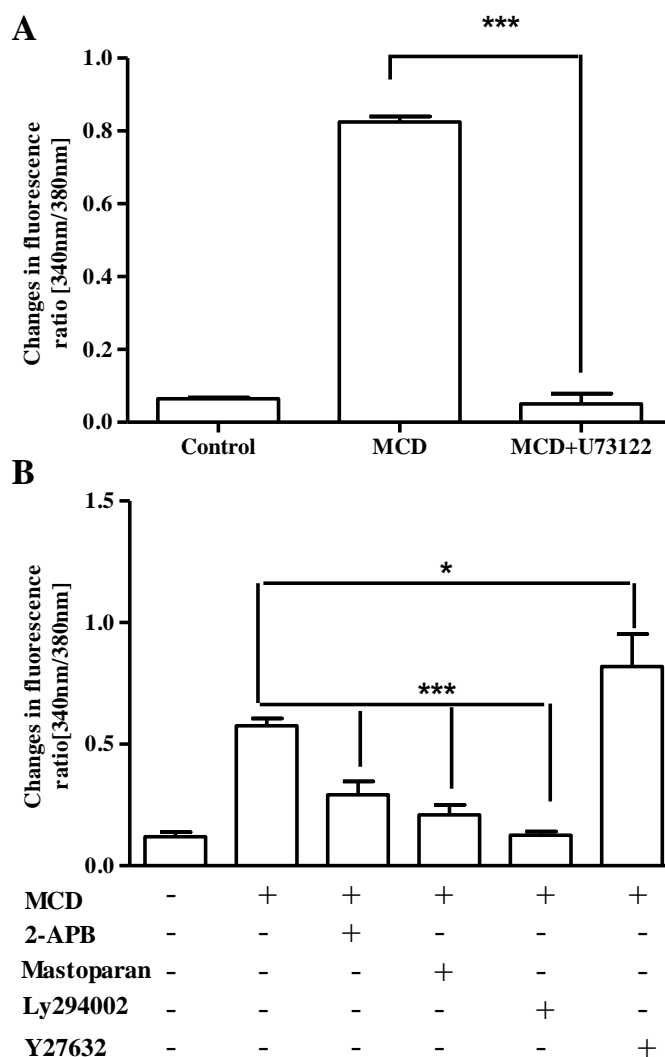 A
***
1.0
0.8
0.6
0.4
0.2
0.0
Changes in fluorescence
ratio [340nm/380nm]
Control MCD MCD+U73122
B
1.5
1.0
0.5
0.0
Changes in fluorescence
ratio[340nm/380nm]
*
***
MCD - + + + + +
2-APB - - + - - -
Mastoparan - - - + - -
Ly294002 - - - - + -
Y27632 - - - - - +